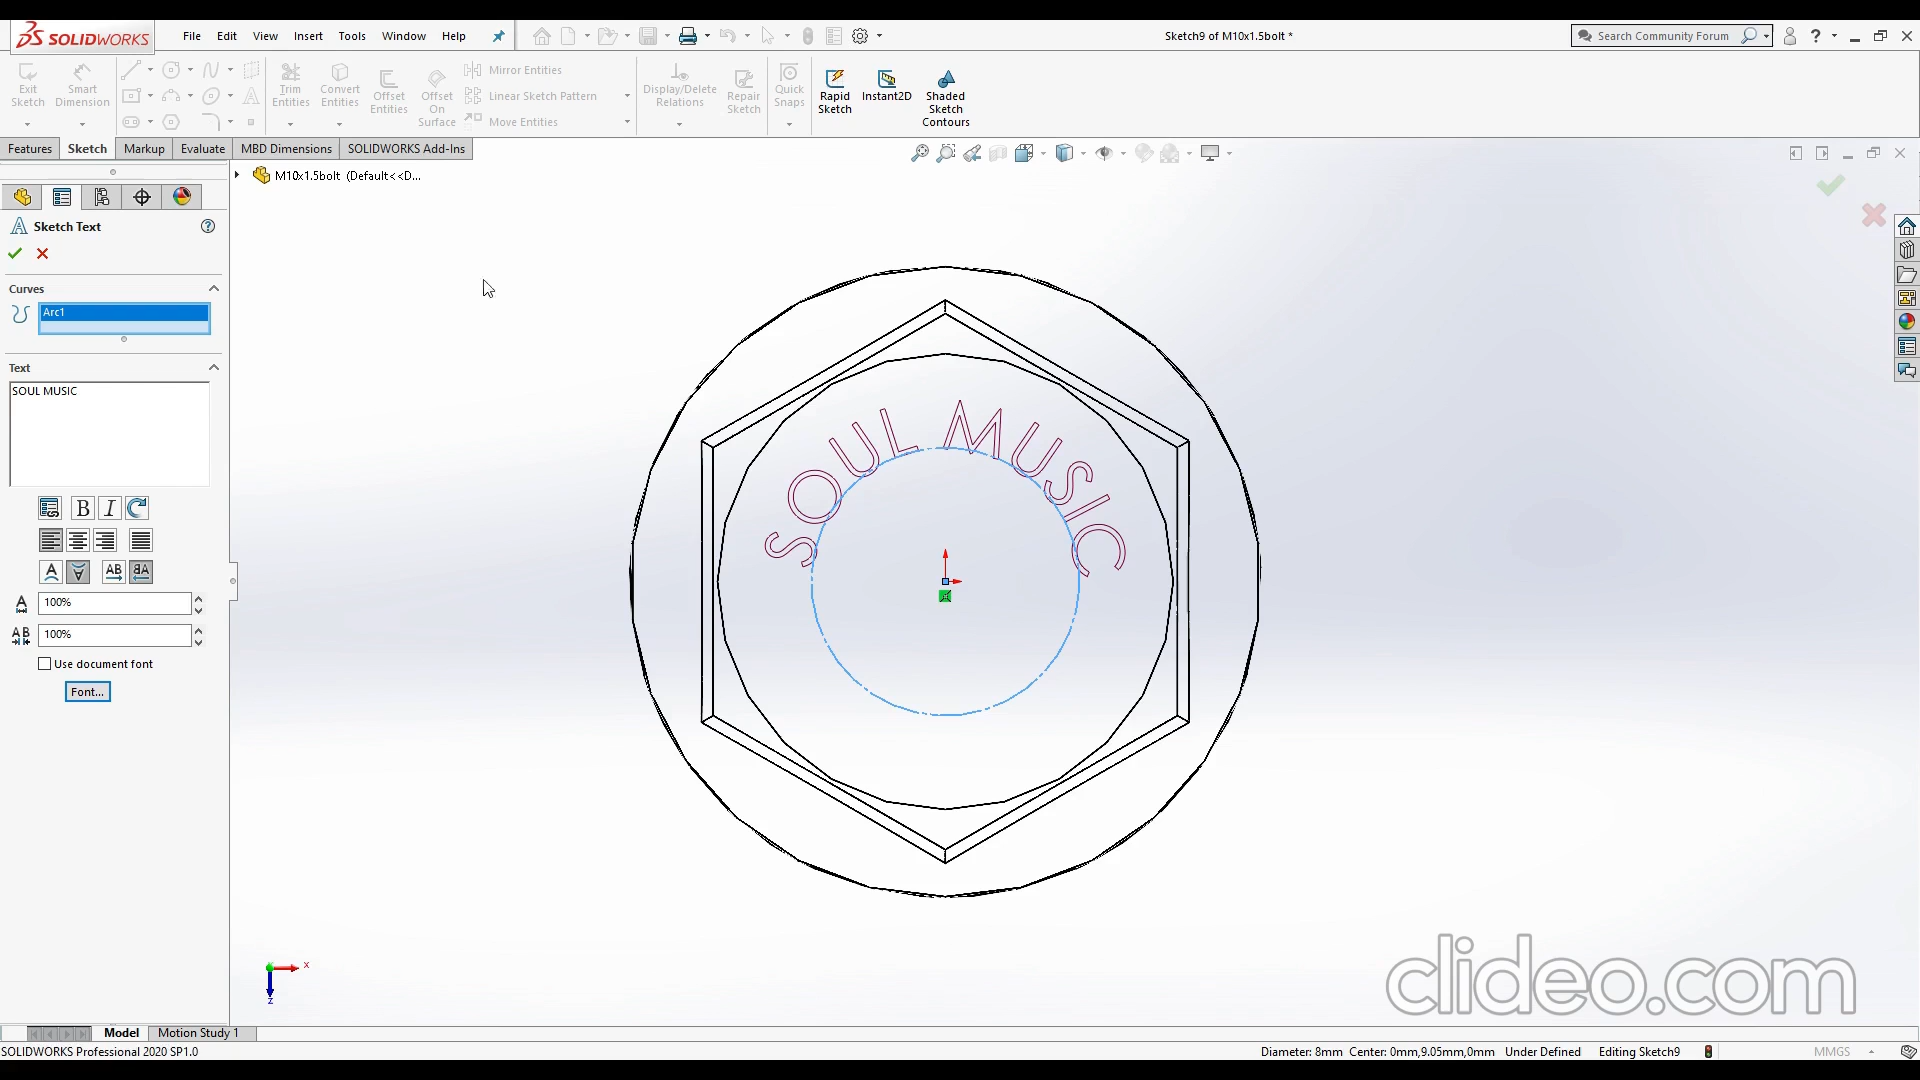 SOLIDWORKS File Edit View Insert Tools Window Help Sketch9 of M10x1.5bolt * Search Community Forum ?
Exit Sketch Smart Dimension Trim Entities Convert Entities Offset Entities Offset On Surface Mirror Entities Linear Sketch Pattern Move Entities Display/Delete Relations Repair Sketch Quick Snaps Rapid Sketch Instant2D Shaded Sketch Contours
Features Sketch Markup Evaluate MBD Dimensions SOLIDWORKS Add-Ins
M10x1.5bolt (Default<<D...
Sketch Text ?
Curves
Arc1
Text
SOUL MUSIC
B I
A A AB AB
A 100%
AB 100%
Use document font
Font...
SOUL MUSIC
x
z
clideo.com
Model Motion Study 1
SOLIDWORKS Professional 2020 SP1.0 Diameter: 8mm Center: 0mm,9.05mm,0mm Under Defined Editing Sketch9 MMGS